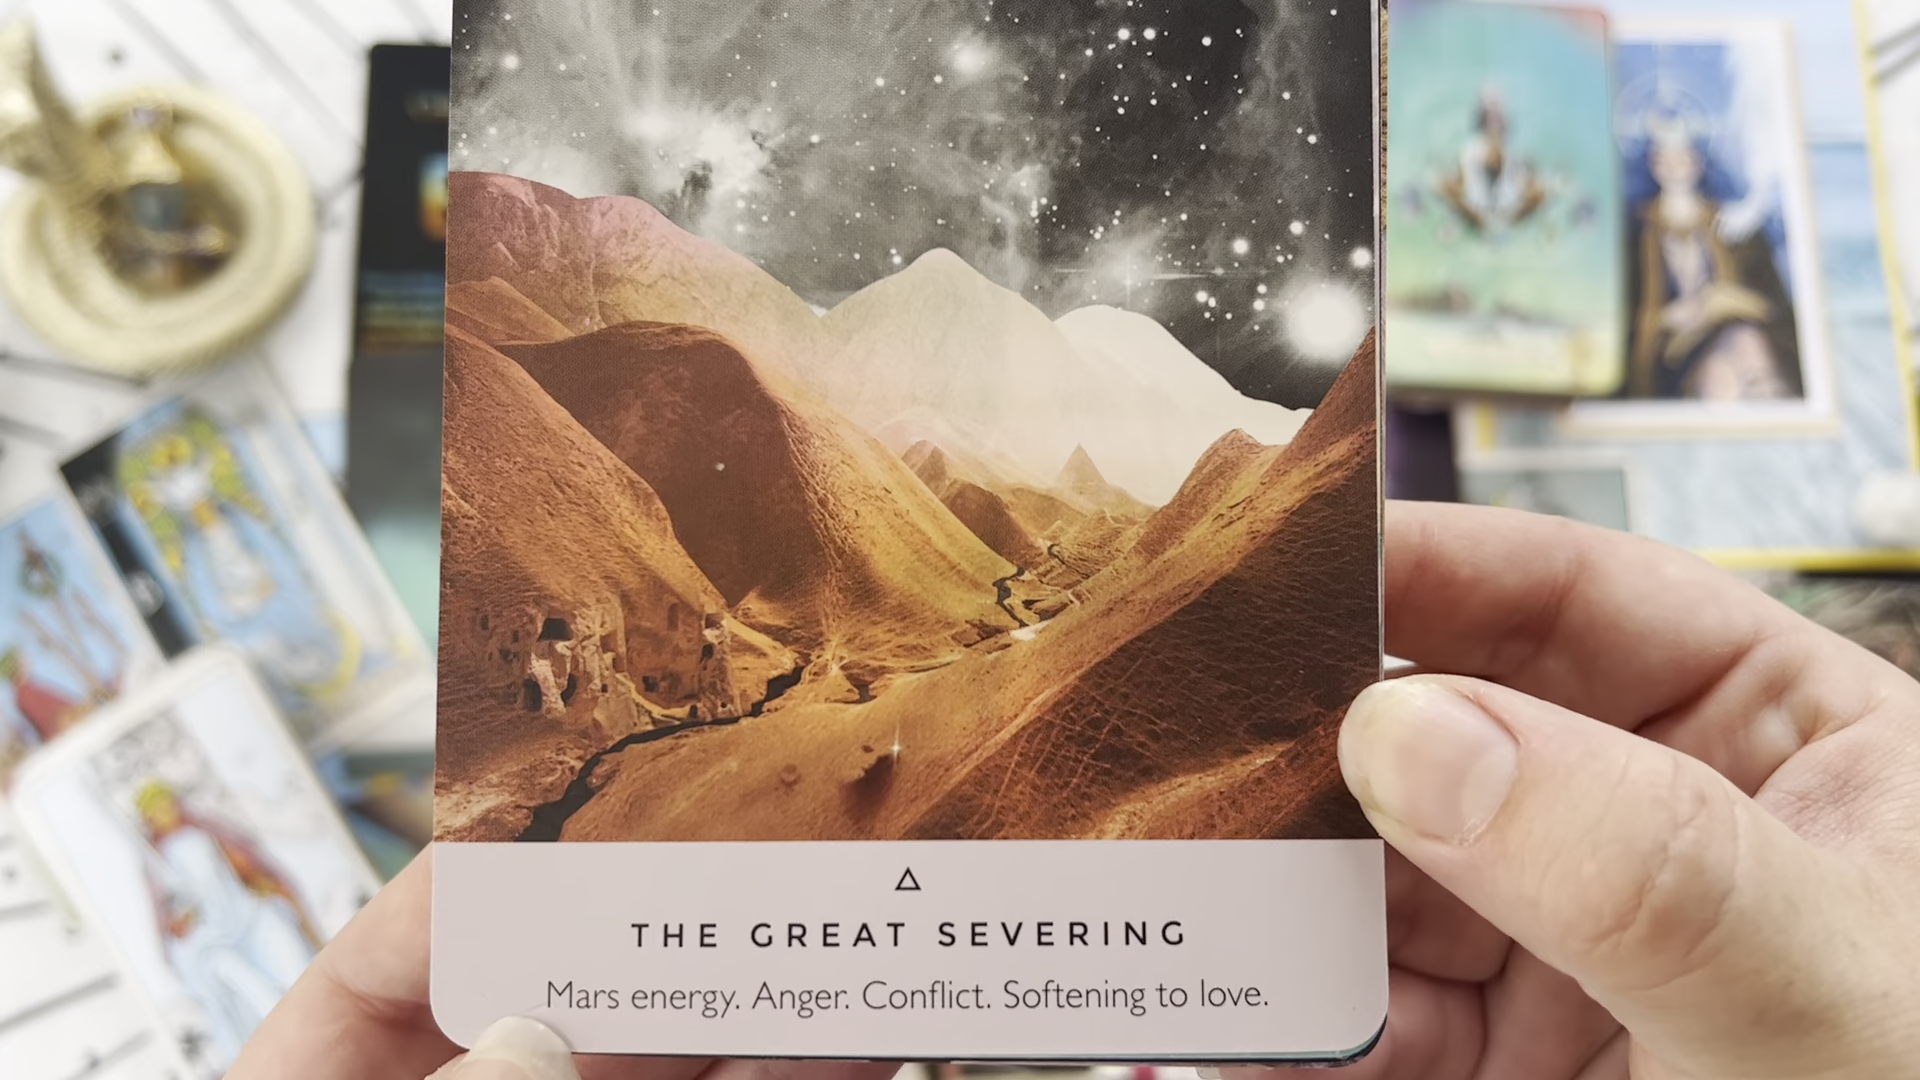 THE GREAT SEVERING
Mars energy. Anger. Conflict. Softening to love.